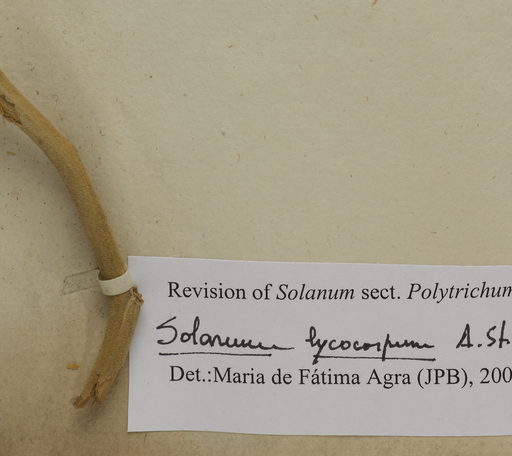 Revision of Solanum sect. Polytrichum
Solanum lycocarpum A. St.
Det.:Maria de Fátima Agra (JPB), 200